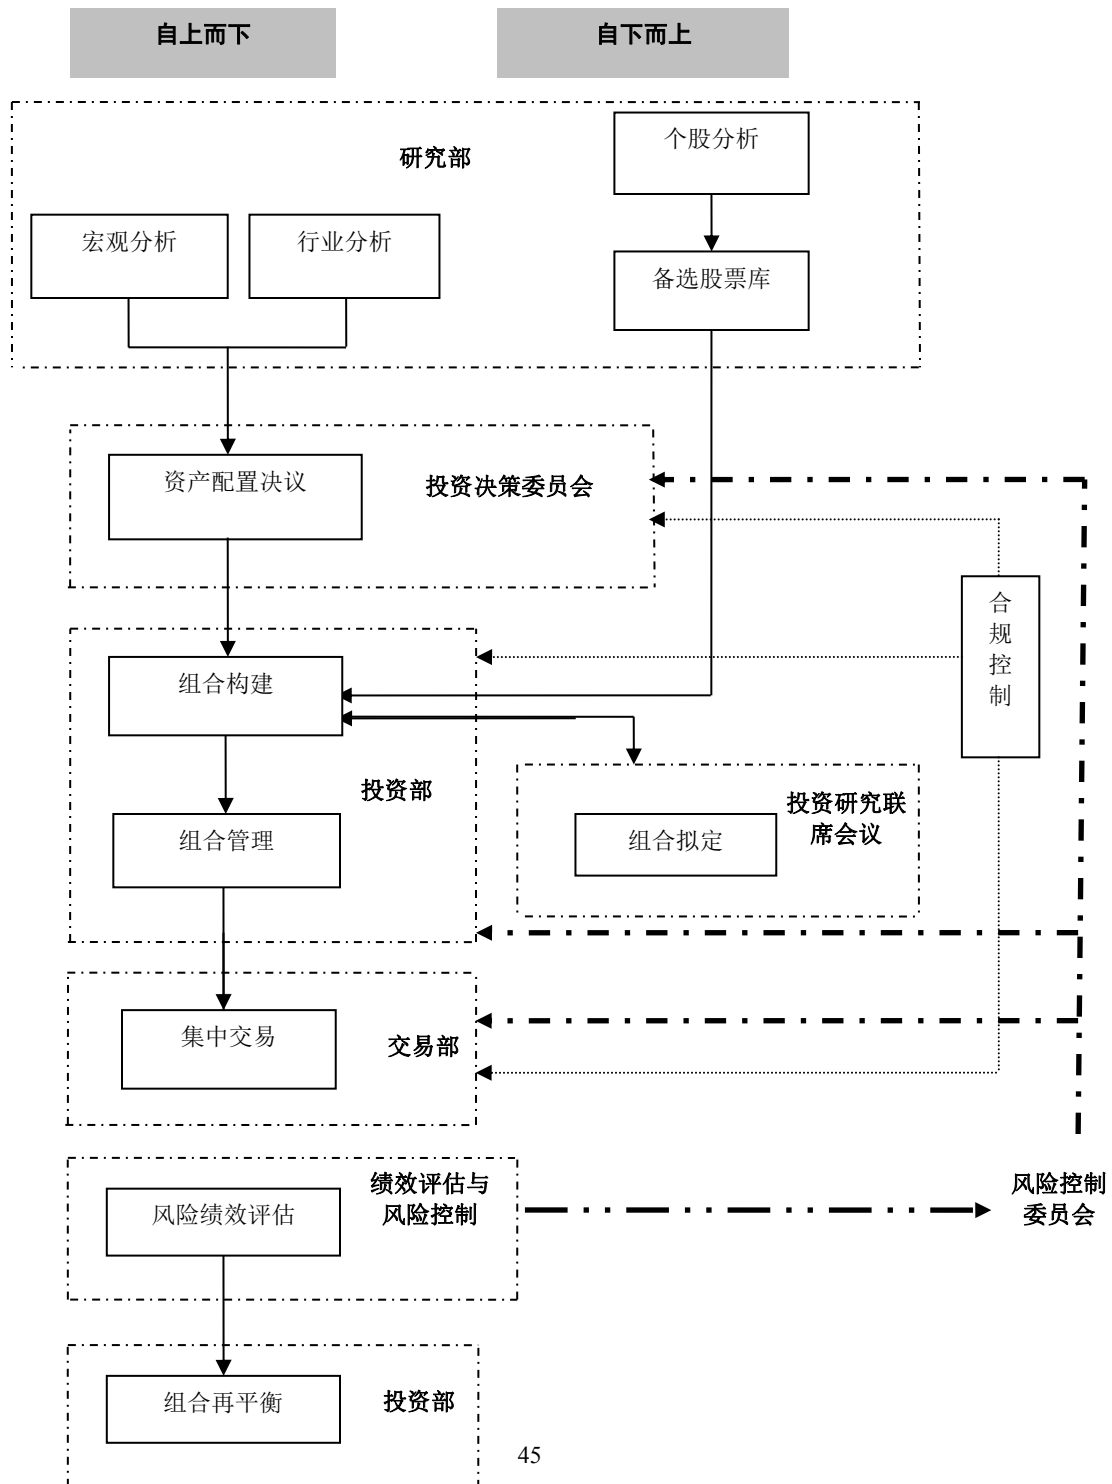 自上而下
自下而上
研究部
个股分析
宏观分析
行业分析
备选股票库
资产配置决议
投资决策委员会
合
规
控
制
组合构建
投资部
投资研究联
席会议
组合管理
组合拟定
集中交易
交易部
绩效评估与
风险控制
风险绩效评估
风险控制
委员会
组合再平衡
投资部
45